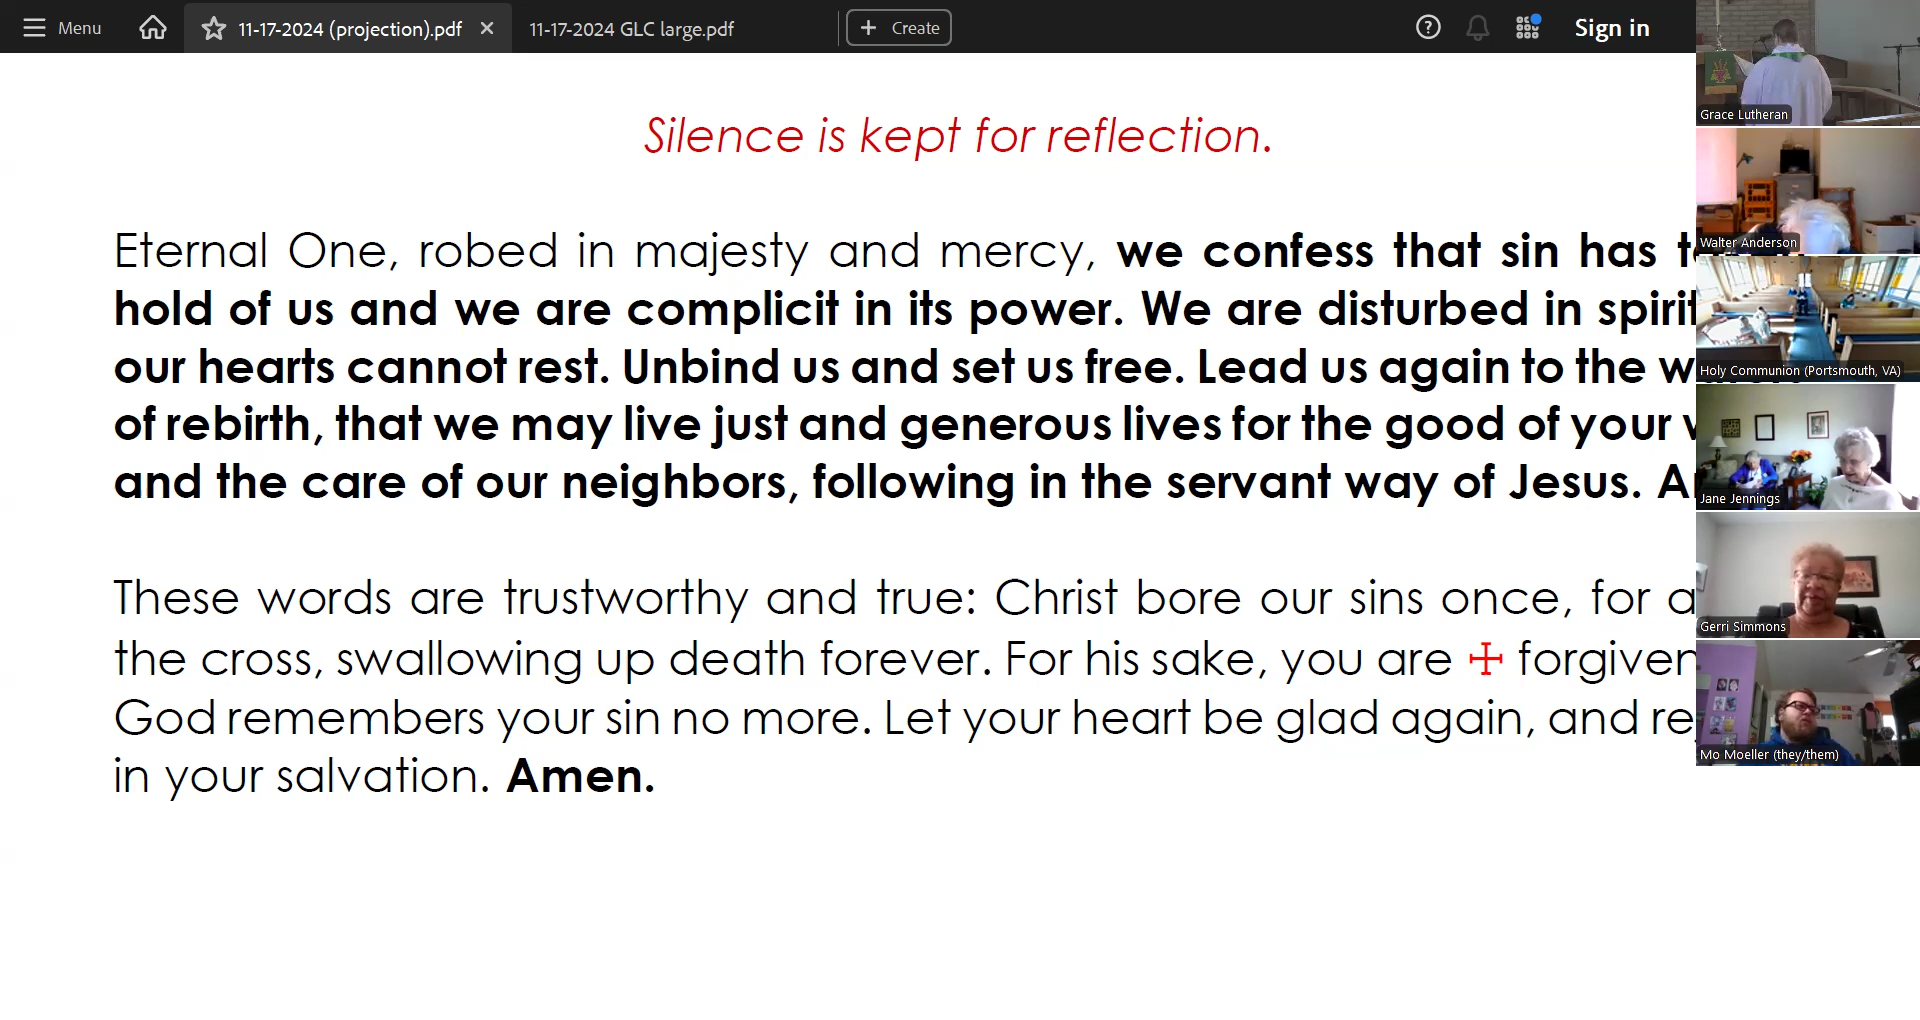 Menu
11-17-2024 (projection).pdf
11-17-2024 GLC large.pdf
+ Create
Sign in
Silence is kept for reflection.
Eternal One, robed in majesty and mercy, we confess that sin has
hold of us and we are complicit in its power. We are disturbed in spirit
our hearts cannot rest. Unbind us and set us free. Lead us again to the
of rebirth, that we may live just and generous lives for the good of your
and the care of our neighbors, following in the servant way of Jesus.
These words are trustworthy and true: Christ bore our sins once, for
the cross, swallowing up death forever. For his sake, you are ☩ forgiven
God remembers your sin no more. Let your heart be glad again, and
in your salvation. Amen.
Grace Lutheran
Walter Anderson
Holy Communion (Portsmouth, VA)
Jane Jennings
Gerri Simmons
Mo Moeller (they/them)